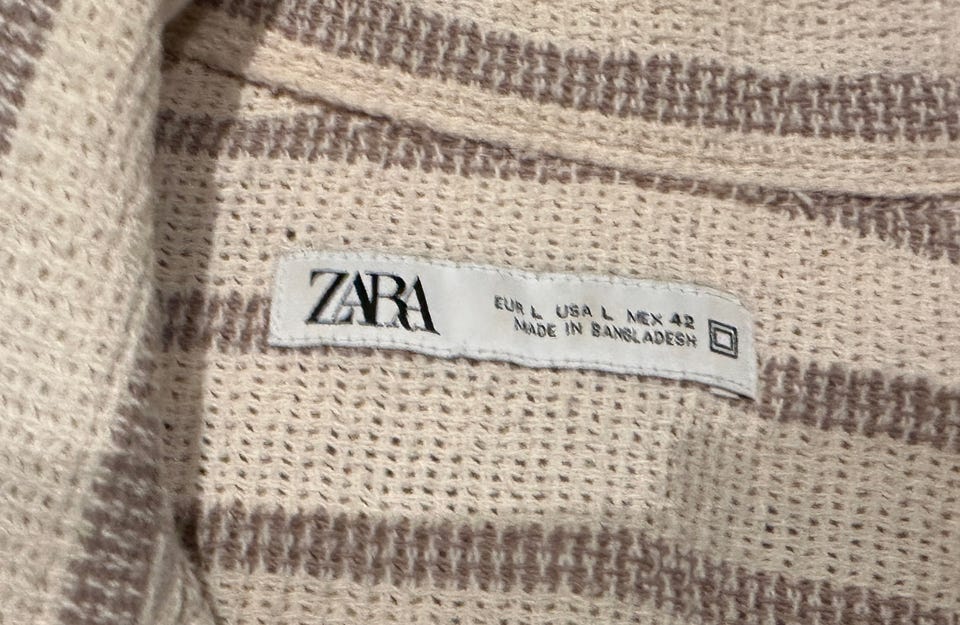 ZARA
EUR L USA L MEX 42
MADE IN BANGLADESH